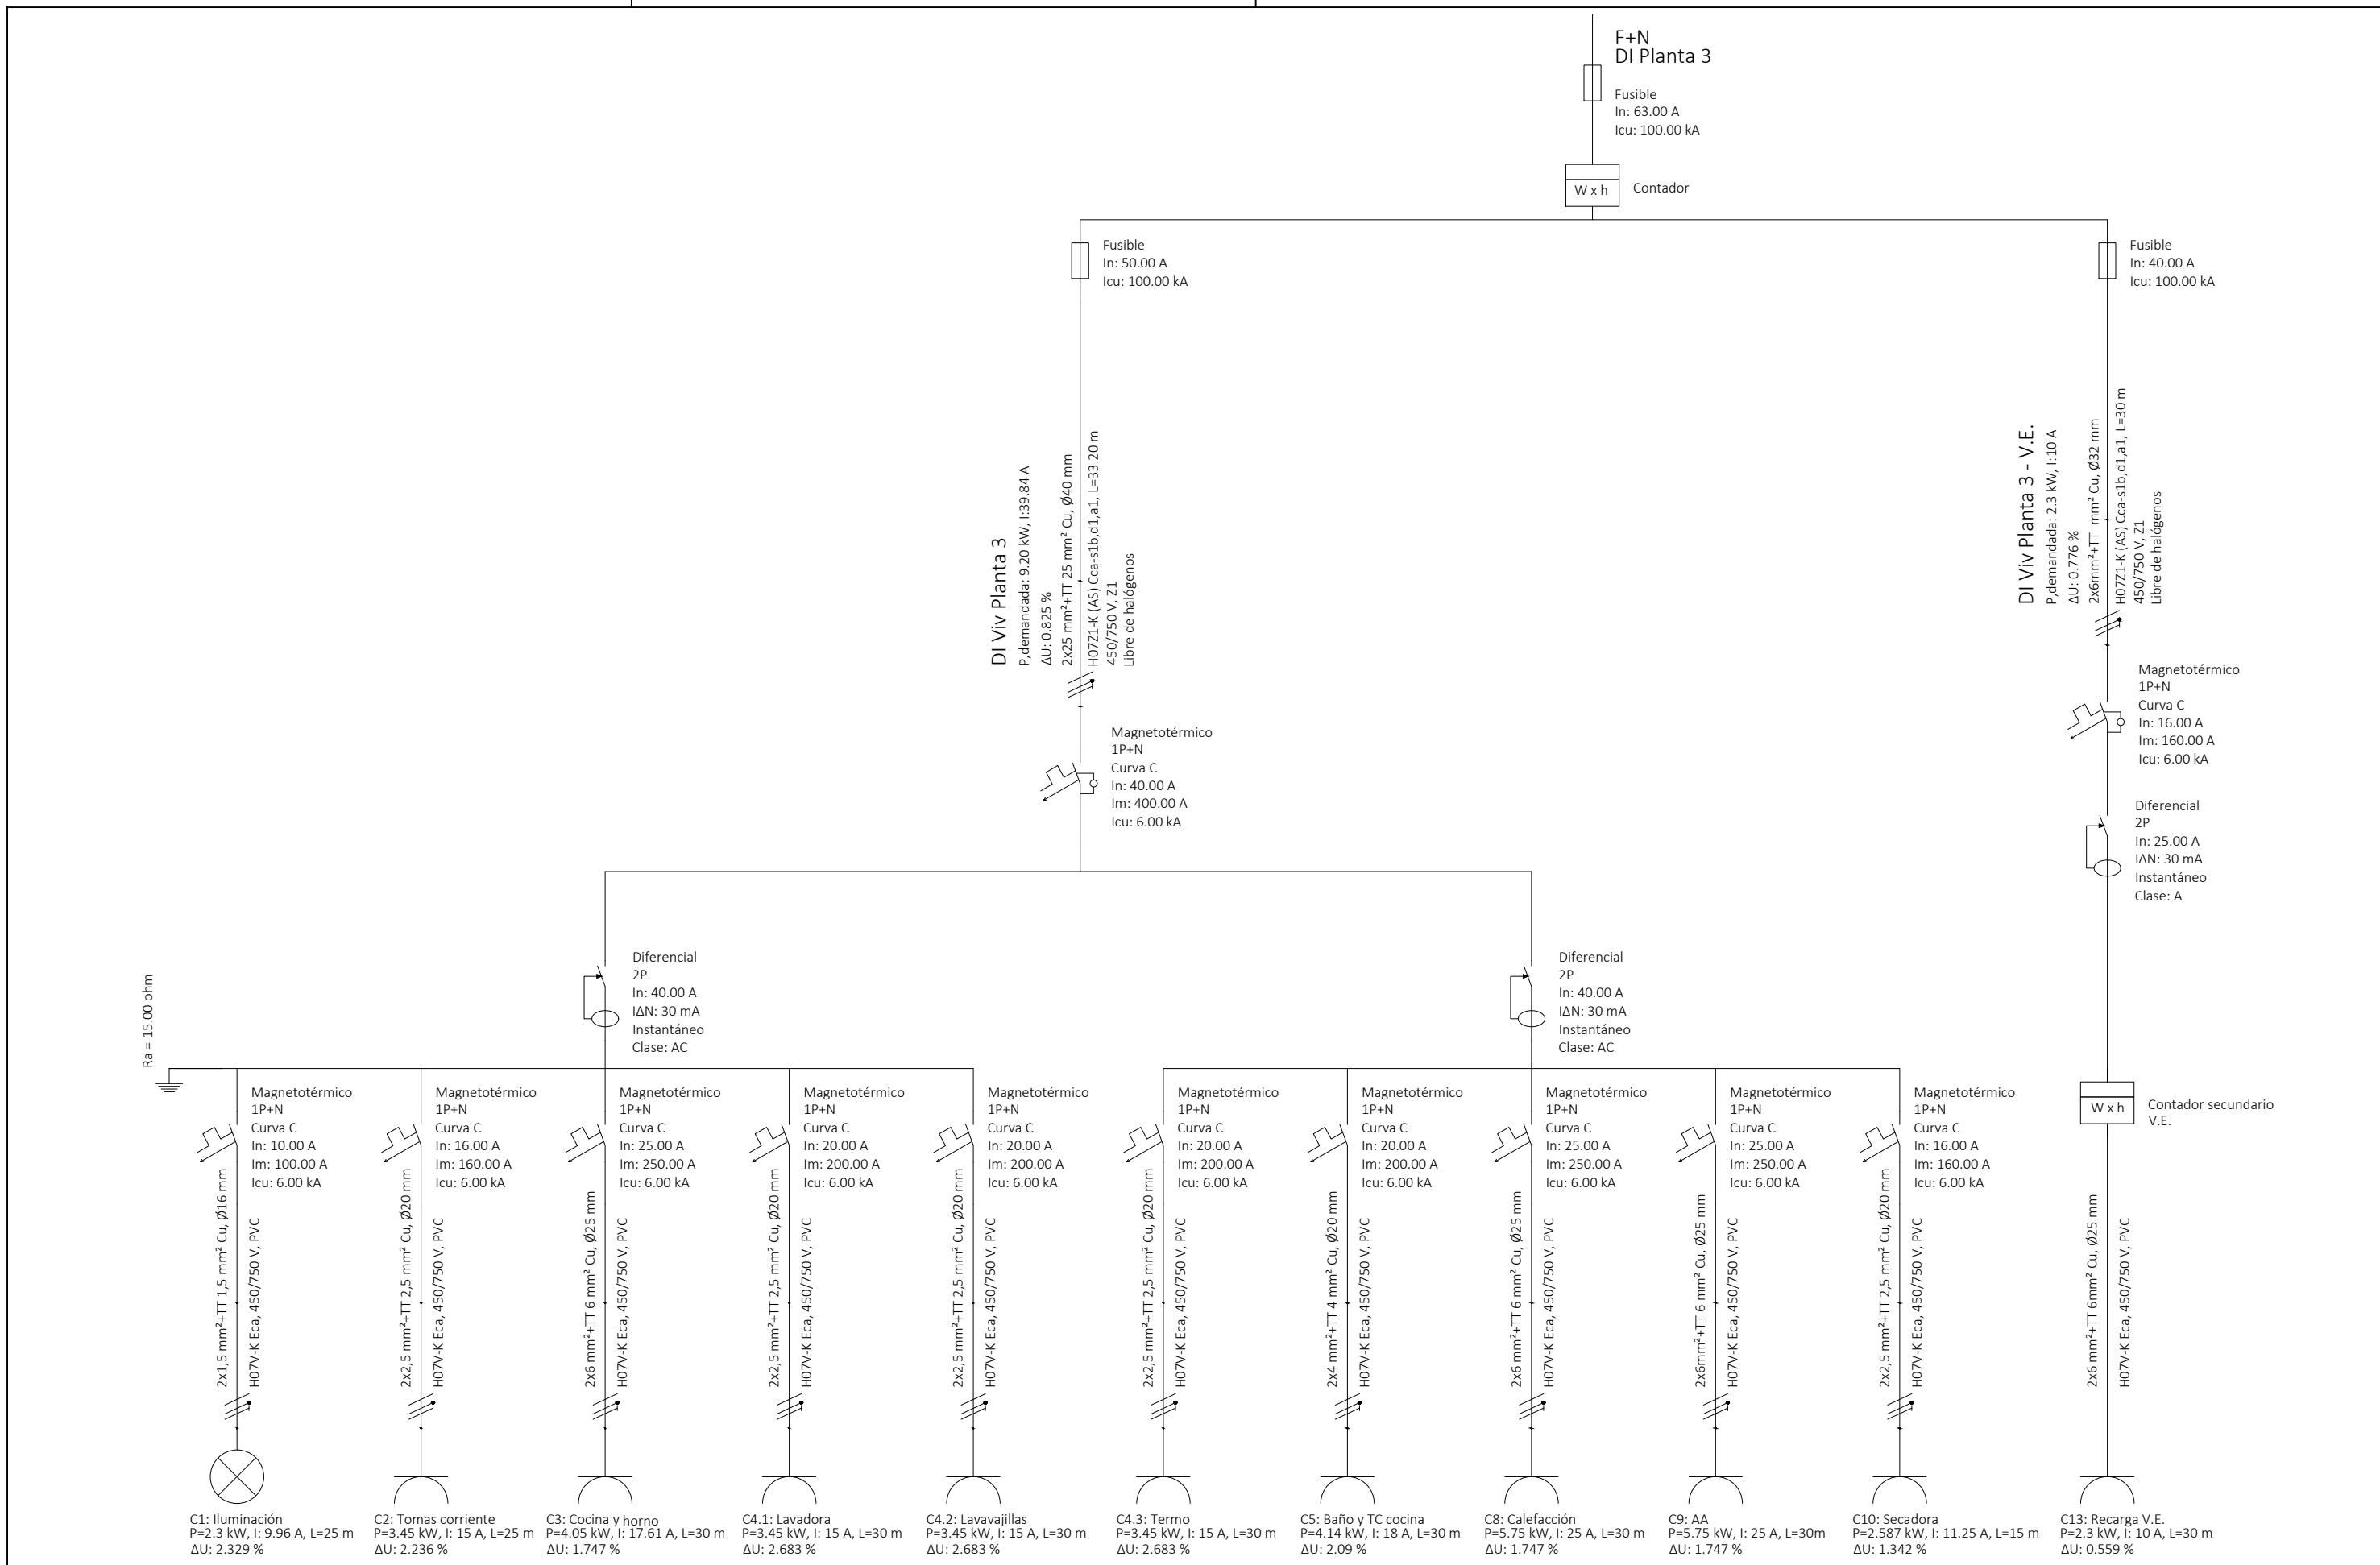 F+N
DI Planta 3
Fusible
In: 63.00 A
Icu: 100.00 kA
W x h
Contador
Fusible
In: 50.00 A
Icu: 100.00 kA
Fusible
In: 40.00 A
Icu: 100.00 kA
DI Viv Planta 3
P,demandada: 9.20 kW, I:39.84 A
ΔU: 0.825 %
2x25 mm²+TT 25 mm² Cu, Ø40 mm
H07Z1-K (AS) Cca-s1b,d1,a1, L=33.20 m
450/750 V, Z1
Libre de halógenos
DI Viv Planta 3 - V.E.
P,demandada: 2.3 kW, I:10 A
ΔU: 0.776 %
2x6mm²+TT mm² Cu, Ø32 mm
H07Z1-K (AS) Cca-s1b,d1,a1, L=30 m
450/750 V, Z1
Libre de halógenos
Magnetotérmico
1P+N
Curva C
In: 40.00 A
Im: 400.00 A
Icu: 6.00 kA
Magnetotérmico
1P+N
Curva C
In: 16.00 A
Im: 160.00 A
Icu: 6.00 kA
Diferencial
2P
In: 25.00 A
IΔN: 30 mA
Instantáneo
Clase: A
Diferencial
2P
In: 40.00 A
IΔN: 30 mA
Instantáneo
Clase: AC
Diferencial
2P
In: 40.00 A
IΔN: 30 mA
Instantáneo
Clase: AC
Ra = 15.00 ohm
Magnetotérmico
1P+N
Curva C
In: 10.00 A
Im: 100.00 A
Icu: 6.00 kA
2x1,5 mm²+TT 1,5 mm² Cu, Ø16 mm
H07V-K Eca, 450/750 V, PVC
C1: Iluminación
P=2.3 kW, I: 9.96 A, L=25 m
ΔU: 2.329 %
Magnetotérmico
1P+N
Curva C
In: 16.00 A
Im: 160.00 A
Icu: 6.00 kA
2x2,5 mm²+TT 2,5 mm² Cu, Ø20 mm
H07V-K Eca, 450/750 V, PVC
C2: Tomas corriente
P=3.45 kW, I: 15 A, L=25 m
ΔU: 2.236 %
Magnetotérmico
1P+N
Curva C
In: 25.00 A
Im: 250.00 A
Icu: 6.00 kA
2x6 mm²+TT 6 mm² Cu, Ø25 mm
H07V-K Eca, 450/750 V, PVC
C3: Cocina y horno
P=4.05 kW, I: 17.61 A, L=30 m
ΔU: 1.747 %
Magnetotérmico
1P+N
Curva C
In: 20.00 A
Im: 200.00 A
Icu: 6.00 kA
2x2,5 mm²+TT 2,5 mm² Cu, Ø20 mm
H07V-K Eca, 450/750 V, PVC
C4.1: Lavadora
P=3.45 kW, I: 15 A, L=30 m
ΔU: 2.683 %
Magnetotérmico
1P+N
Curva C
In: 20.00 A
Im: 200.00 A
Icu: 6.00 kA
2x2,5 mm²+TT 2,5 mm² Cu, Ø20 mm
H07V-K Eca, 450/750 V, PVC
C4.2: Lavavajillas
P=3.45 kW, I: 15 A, L=30 m
ΔU: 2.683 %
Magnetotérmico
1P+N
Curva C
In: 20.00 A
Im: 200.00 A
Icu: 6.00 kA
2x2,5 mm²+TT 2,5 mm² Cu, Ø20 mm
H07V-K Eca, 450/750 V, PVC
C4.3: Termo
P=3.45 kW, I: 15 A, L=30 m
ΔU: 2.683 %
Magnetotérmico
1P+N
Curva C
In: 20.00 A
Im: 200.00 A
Icu: 6.00 kA
2x4 mm²+TT 4 mm² Cu, Ø20 mm
H07V-K Eca, 450/750 V, PVC
C5: Baño y TC cocina
P=4.14 kW, I: 18 A, L=30 m
ΔU: 2.09 %
Magnetotérmico
1P+N
Curva C
In: 25.00 A
Im: 250.00 A
Icu: 6.00 kA
2x6 mm²+TT 6 mm² Cu, Ø25 mm
H07V-K Eca, 450/750 V, PVC
C8: Calefacción
P=5.75 kW, I: 25 A, L=30 m
ΔU: 1.747 %
Magnetotérmico
1P+N
Curva C
In: 25.00 A
Im: 250.00 A
Icu: 6.00 kA
2x6mm²+TT 6 mm² Cu, Ø25 mm
H07V-K Eca, 450/750 V, PVC
C9: AA
P=5.75 kW, I: 25 A, L=30m
ΔU: 1.747 %
Magnetotérmico
1P+N
Curva C
In: 16.00 A
Im: 160.00 A
Icu: 6.00 kA
2x2,5 mm²+TT 2,5 mm² Cu, Ø20 mm
H07V-K Eca, 450/750 V, PVC
C10: Secadora
P=2.587 kW, I: 11.25 A, L=15 m
ΔU: 1.342 %
W x h
Contador secundario
V.E.
2x6 mm²+TT 6mm² Cu, Ø25 mm
H07V-K Eca, 450/750 V, PVC
C13: Recarga V.E.
P=2.3 kW, I: 10 A, L=30 m
ΔU: 0.559 %